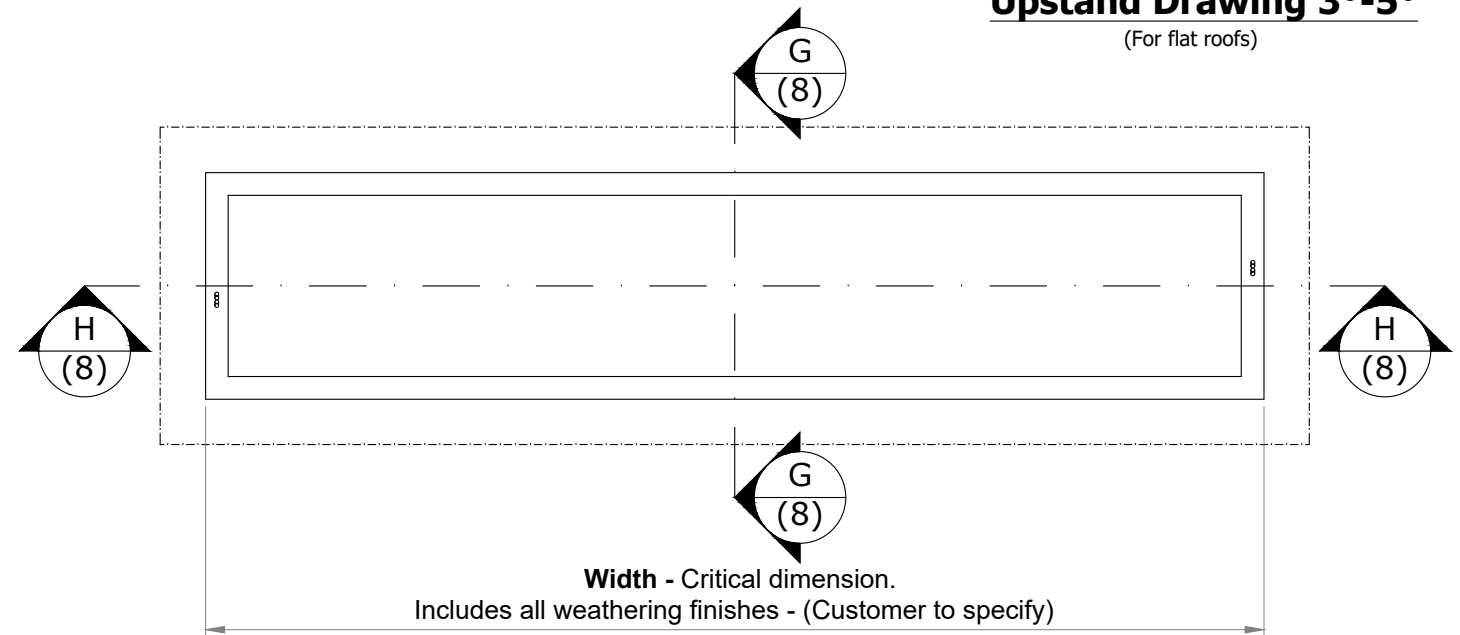 Upstand Drawing 3°-5°
(For flat roofs)
G
(8)
H
(8)
H
(8)
G
(8)
Width - Critical dimension.
Includes all weathering finishes - (Customer to specify)